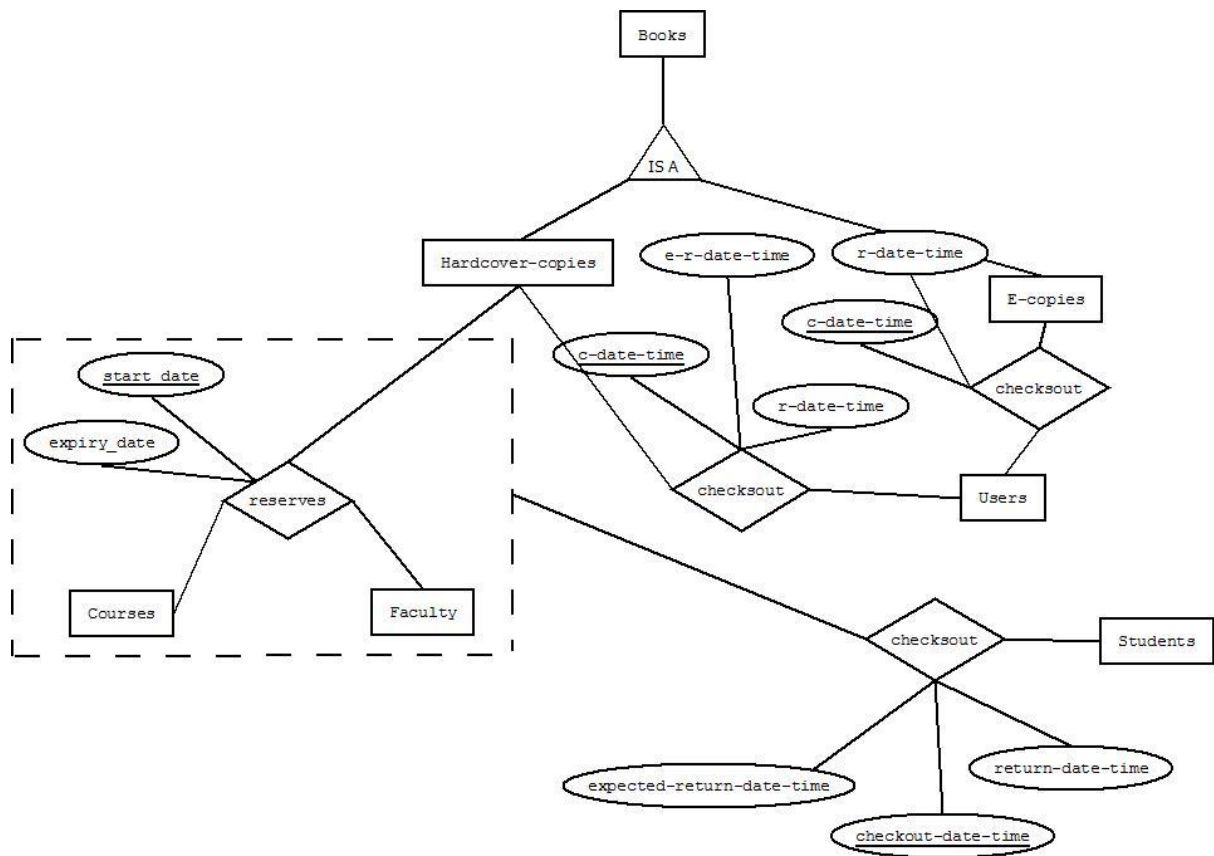 Books
IS A
Hardcover-copies
e-r-date-time
r-date-time
E-copies
c-date-time
checksout
c-date-time
r-date-time
checksout
Users
start date
expiry_date
reserves
Courses
Faculty
checksout
Students
expected-return-date-time
return-date-time
checkout-date-time